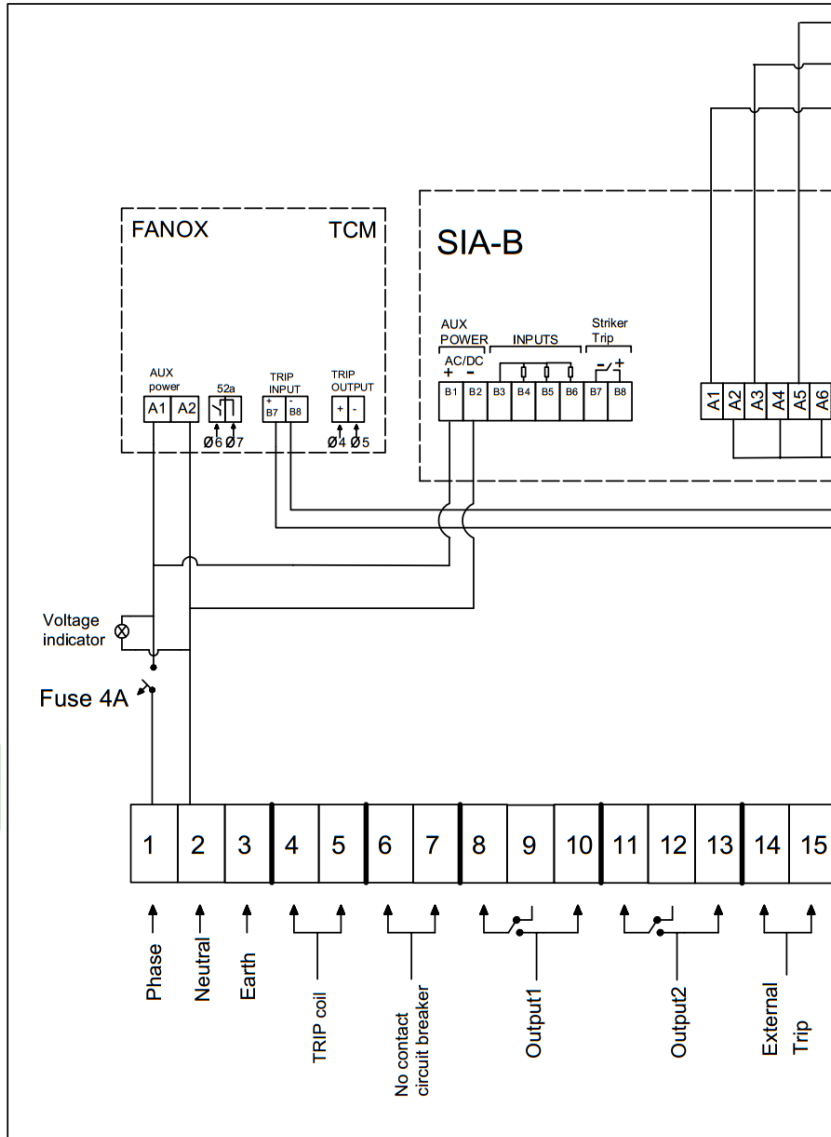 FANOX TCM
SIA-B
AUX
POWER
INPUTS
Striker
Trip
AC/DC
+ -
- +
B1 B2 B3 B4 B5 B6 B7 B8
A1 A2 A3 A4 A5 A6
AUX
power
52a
TRIP
INPUT
TRIP
OUTPUT
A1 A2
+ -
B7 B8
+ -
Ø6 Ø7
Ø4 Ø5
Voltage
indicator
Fuse 4A
1 2 3 4 5 6 7 8 9 10 11 12 13 14 15
Phase
Neutral
Earth
TRIP coil
No contact
circuit breaker
Output1
Output2
External
Trip